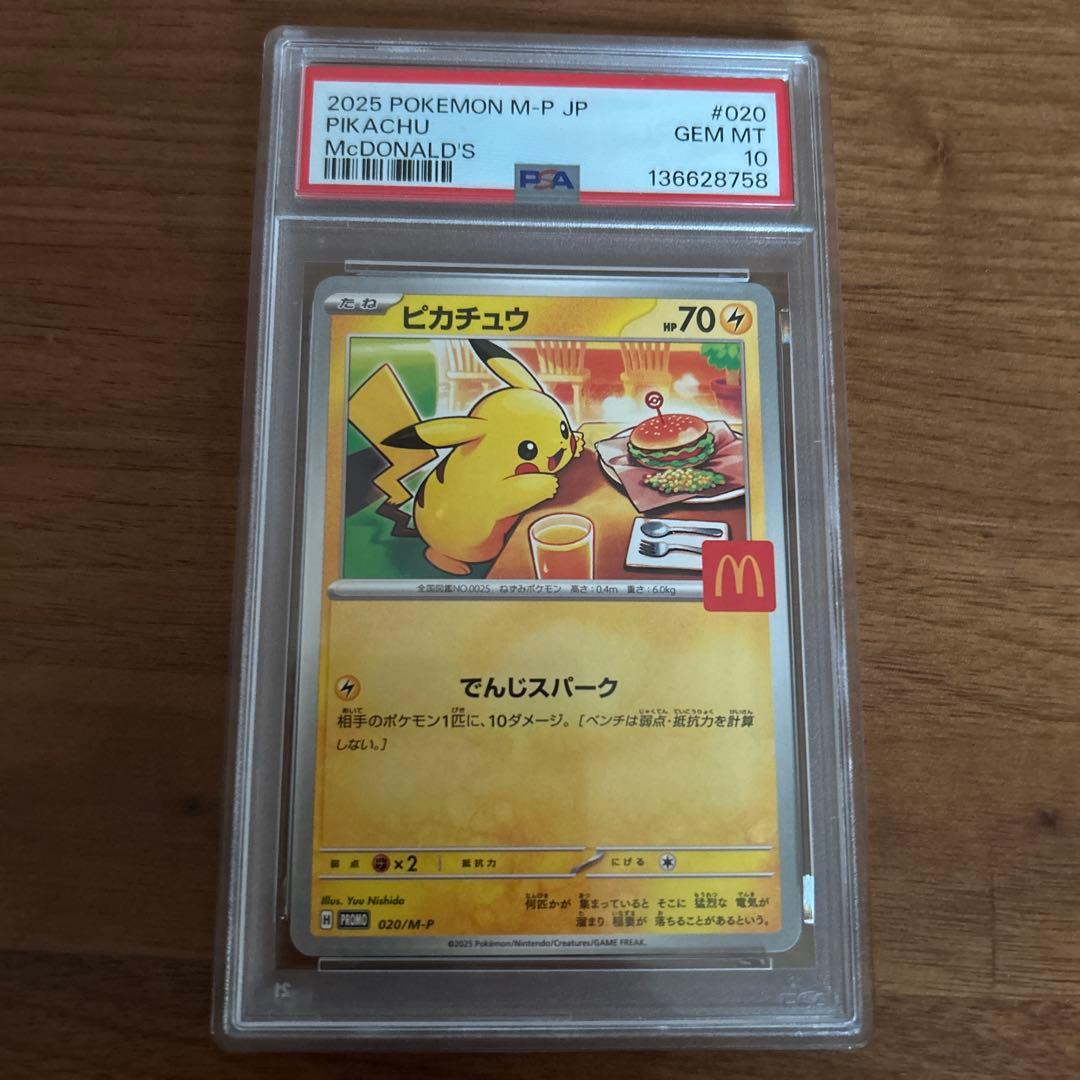 2025 POKEMON M-P JP #020
PIKACHU GEM MT
McDONALD'S 10
PSA 136628758
たね ピカチュウ HP70
M
全国図鑑NO.0025 ねずみポケモン 高さ:0.4m 重さ:6.0kg
でんじスパーク
相手のポケモン1匹に、10ダメージ。[ベンチは弱点・抵抗力を計算
しない。]
弱点 ×2 抵抗力 にげる
Illus. Yuu Nishida
何匹かが 集まっていると そこに 猛烈な 電気が
溜まり 稲妻が 落ちることがあるという。
H PROMO 020/M-P
©2025 Pokémon/Nintendo/Creatures/GAME FREAK.